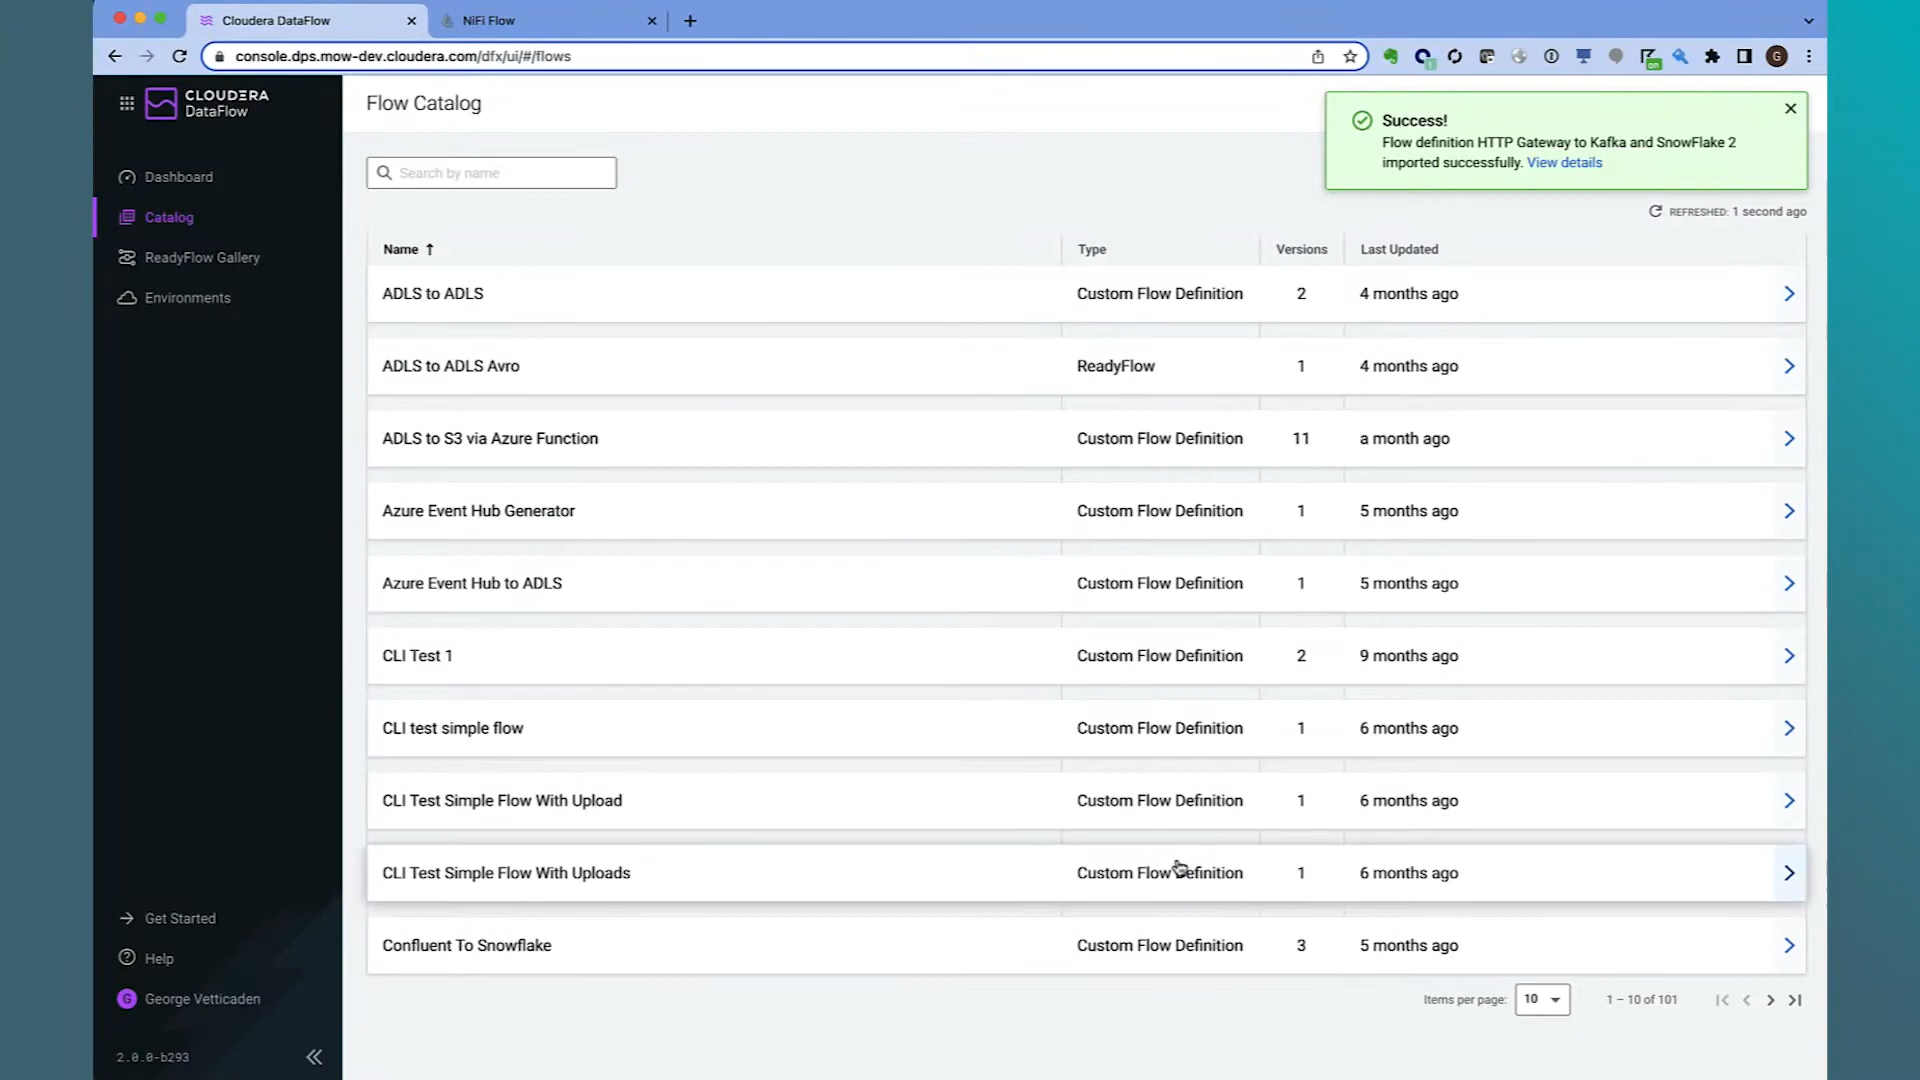 Cloudera DataFlow
NiFi Flow
console.dps.mow-dev.cloudera.com/dfx/ui/#/flows
CLOUDERA
DataFlow
Dashboard
Catalog
ReadyFlow Gallery
Environments
Get Started
Help
G George Vetticaden
2.0.0-b293
Flow Catalog
Success!
Flow definition HTTP Gateway to Kafka and SnowFlake 2
imported successfully. View details
Search by name
REFRESHED: 1 second ago
Name Type Versions Last Updated
ADLS to ADLS Custom Flow Definition 2 4 months ago
ADLS to ADLS Avro ReadyFlow 1 4 months ago
ADLS to S3 via Azure Function Custom Flow Definition 11 a month ago
Azure Event Hub Generator Custom Flow Definition 1 5 months ago
Azure Event Hub to ADLS Custom Flow Definition 1 5 months ago
CLI Test 1 Custom Flow Definition 2 9 months ago
CLI test simple flow Custom Flow Definition 1 6 months ago
CLI Test Simple Flow With Upload Custom Flow Definition 1 6 months ago
CLI Test Simple Flow With Uploads Custom Flow Definition 1 6 months ago
Confluent To Snowflake Custom Flow Definition 3 5 months ago
Items per page: 10 1 – 10 of 101